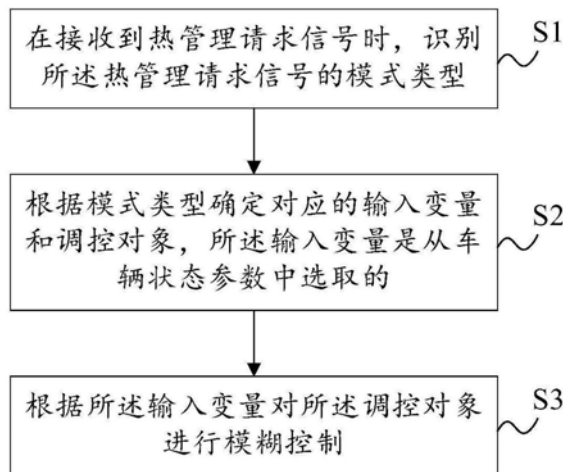 在接收到热管理请求信号时，识别
所述热管理请求信号的模式类型
S1
根据模式类型确定对应的输入变量
和调控对象，所述输入变量是从车
辆状态参数中选取的
S2
根据所述输入变量对所述调控对象
进行模糊控制
S3